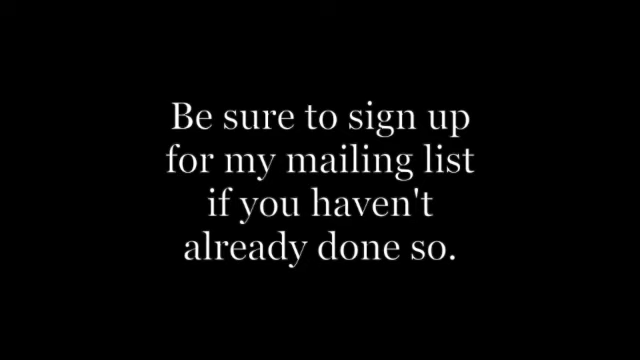 Be sure to sign up
for my mailing list
if you haven't
already done so.